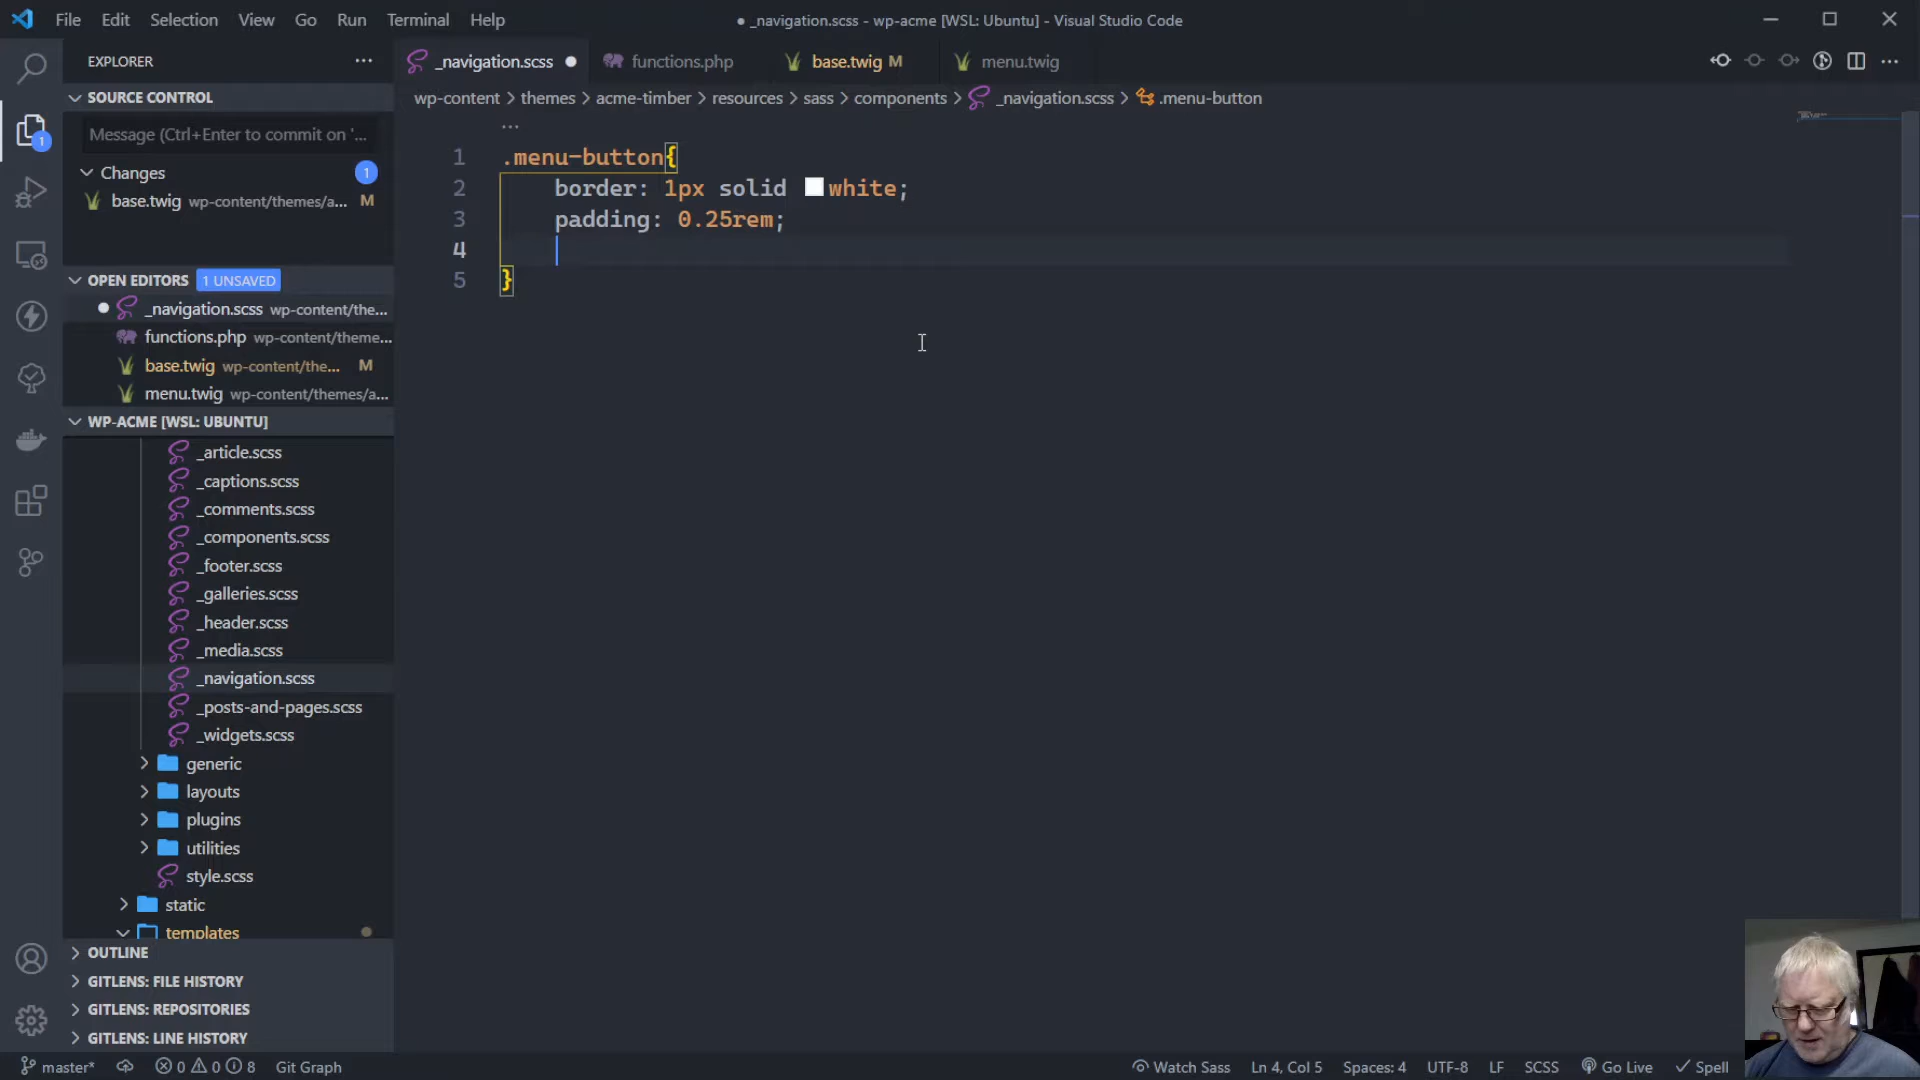 File Edit Selection View Go Run Terminal Help
● _navigation.scss - wp-acme [WSL: Ubuntu] - Visual Studio Code
EXPLORER ...
_navigation.scss ●
functions.php
base.twig M
menu.twig
SOURCE CONTROL
wp-content > themes > acme-timber > resources > sass > components > _navigation.scss > .menu-button
Message (Ctrl+Enter to commit on '...
Changes 1
base.twig wp-content/themes/a... M
1
OPEN EDITORS 1 UNSAVED
● _navigation.scss wp-content/the...
functions.php wp-content/theme...
base.twig wp-content/the... M
menu.twig wp-content/themes/a...
WP-ACME [WSL: UBUNTU]
_article.scss
_captions.scss
_comments.scss
_components.scss
_footer.scss
_galleries.scss
_header.scss
_media.scss
_navigation.scss
_posts-and-pages.scss
_widgets.scss
generic
layouts
plugins
utilities
style.scss
static
templates
OUTLINE
GITLENS: FILE HISTORY
GITLENS: REPOSITORIES
GITLENS: LINE HISTORY
...
1 .menu-button{
2 border: 1px solid white;
3 padding: 0.25rem;
4
5 }
master* 0 0 8 Git Graph
Watch Sass Ln 4, Col 5 Spaces: 4 UTF-8 LF SCSS Go Live Spell